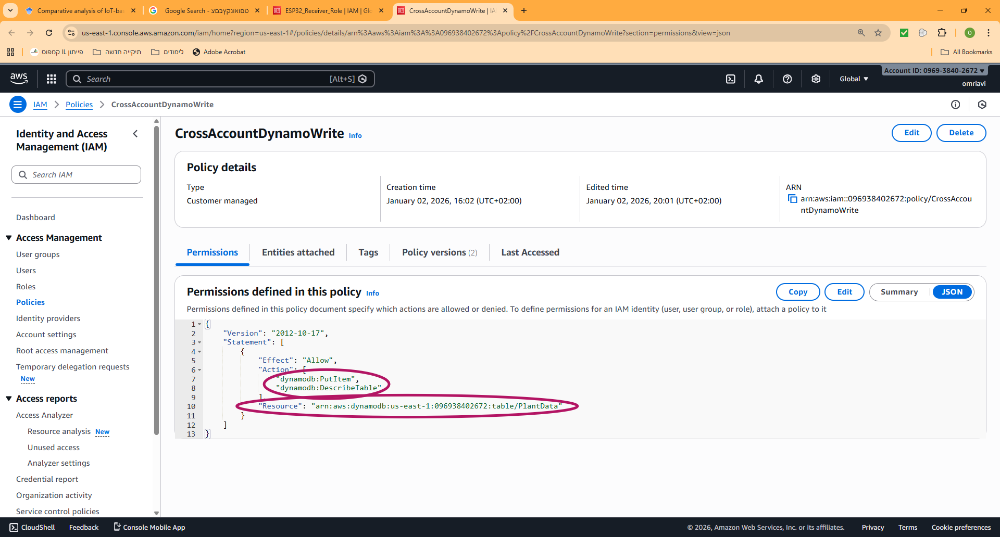 Comparative analysis of IoT-ba
Google Search - צםבץקנואוםט
ESP32_Receiver_Role | IAM | Glo
CrossAccountDynamoWrite | IA
us-east-1.console.aws.amazon.com/iam/home?region=us-east-1#/policies/details/arn%3Aaws%3Aiam%3A%3A096938402672%3Apolicy%2FCrossAccountDynamoWrite?section=permissions&view=json
O
פייתון IL קמפוס
תיקייה חדשה
לימודים
Adobe Acrobat
All Bookmarks
aws
Search
[Alt+S]
Global
Account ID: 0969-3840-2672
omriavi
IAM
Policies
CrossAccountDynamoWrite
Identity and Access
Management (IAM)
Search IAM
Dashboard
Access Management
User groups
Users
Roles
Policies
Identity providers
Account settings
Root access management
Temporary delegation requests
New
Access reports
Access Analyzer
Resource analysis New
Unused access
Analyzer settings
Credential report
Organization activity
Service control policies
CrossAccountDynamoWrite Info
Edit
Delete
Policy details
Type
Customer managed
Creation time
January 02, 2026, 16:02 (UTC+02:00)
Edited time
January 02, 2026, 20:01 (UTC+02:00)
ARN
arn:aws:iam::096938402672:policy/CrossAccou
ntDynamoWrite
Permissions
Entities attached
Tags
Policy versions (2)
Last Accessed
Permissions defined in this policy Info
Copy
Edit
Summary
JSON
Permissions defined in this policy document specify which actions are allowed or denied. To define permissions for an IAM identity (user, user group, or role), attach a policy to it
1 {
2 "Version": "2012-10-17",
3 "Statement": [
4 {
5 "Effect": "Allow",
6 "Action": [
7 "dynamodb:PutItem",
8 "dynamodb:DescribeTable"
9 ],
10 "Resource": "arn:aws:dynamodb:us-east-1:096938402672:table/PlantData"
11 }
12 ]
13 }
CloudShell
Feedback
Console Mobile App
© 2026, Amazon Web Services, Inc. or its affiliates.
Privacy
Terms
Cookie preferences